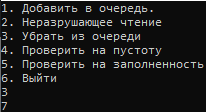 1. Добавить в очередь.
2. Неразрушающее чтение
3. Убрать из очереди
4. Проверить на пустоту
5. Проверить на заполненность
6. Выйти
3
7